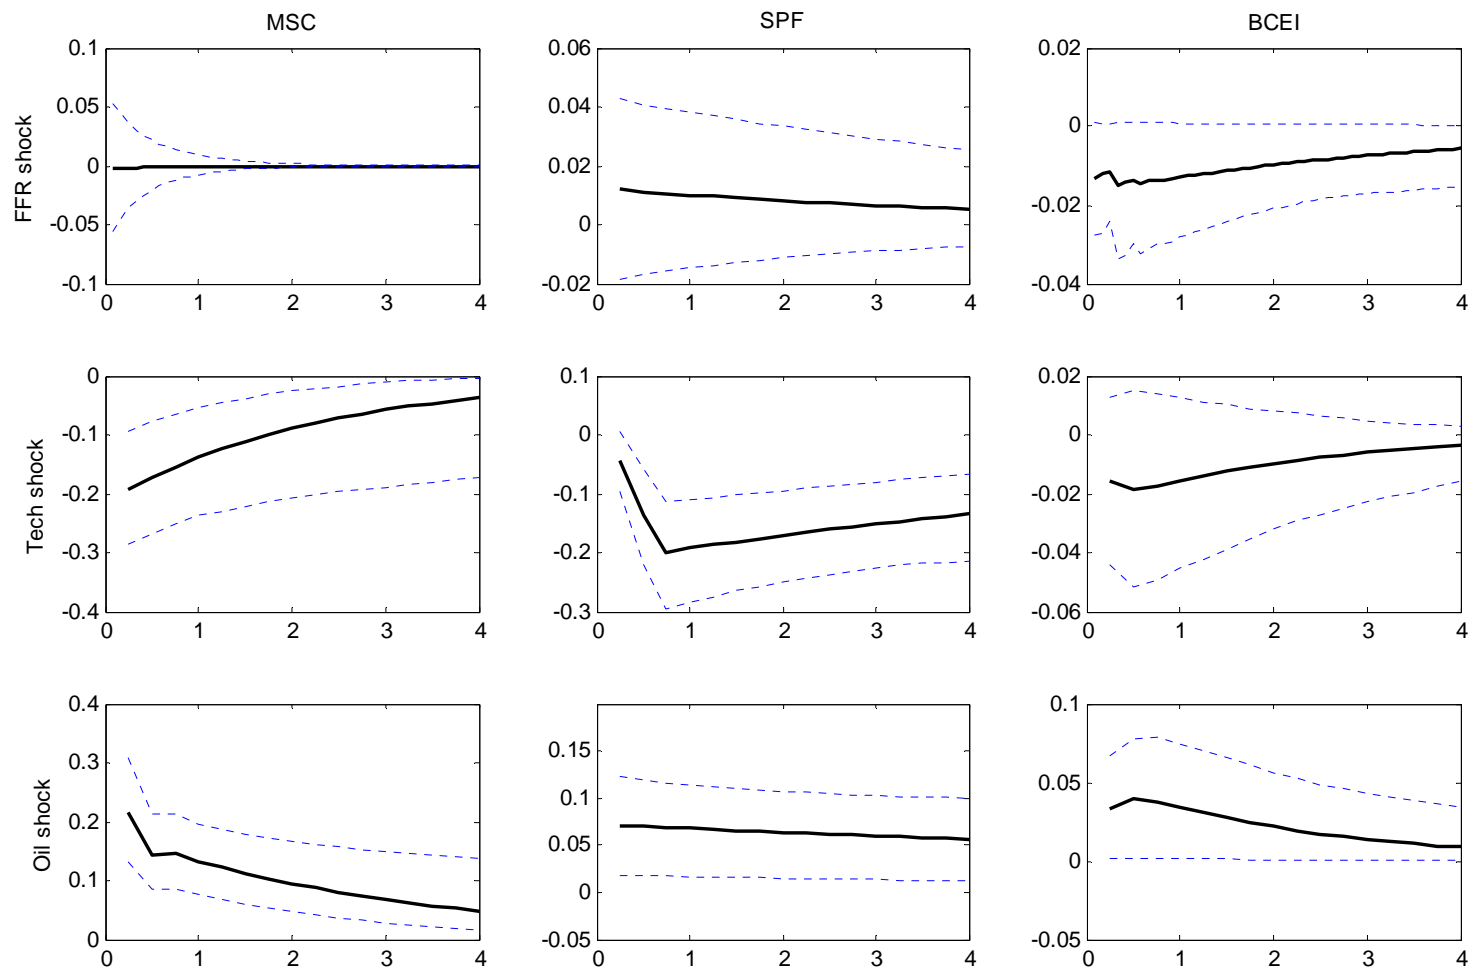 MSC SPF BCEI
FFR shock
0.1 0.06 0.02
0.05 0.04 0
0 0.02 -0.02
-0.05 0
-0.1 -0.02 -0.04
0 1 2 3 4 0 1 2 3 4 0 1 2 3 4
Tech shock
0 0.1 0.02
-0.1 0 0
-0.2 -0.1 -0.02
-0.3 -0.2 -0.04
-0.4 -0.3 -0.06
0 1 2 3 4 0 1 2 3 4 0 1 2 3 4
Oil shock
0.4 0.1
0.3 0.15 0.05
0.2 0.1
0.1 0.05 0
0 0
-0.05 -0.05
0 1 2 3 4 0 1 2 3 4 0 1 2 3 4